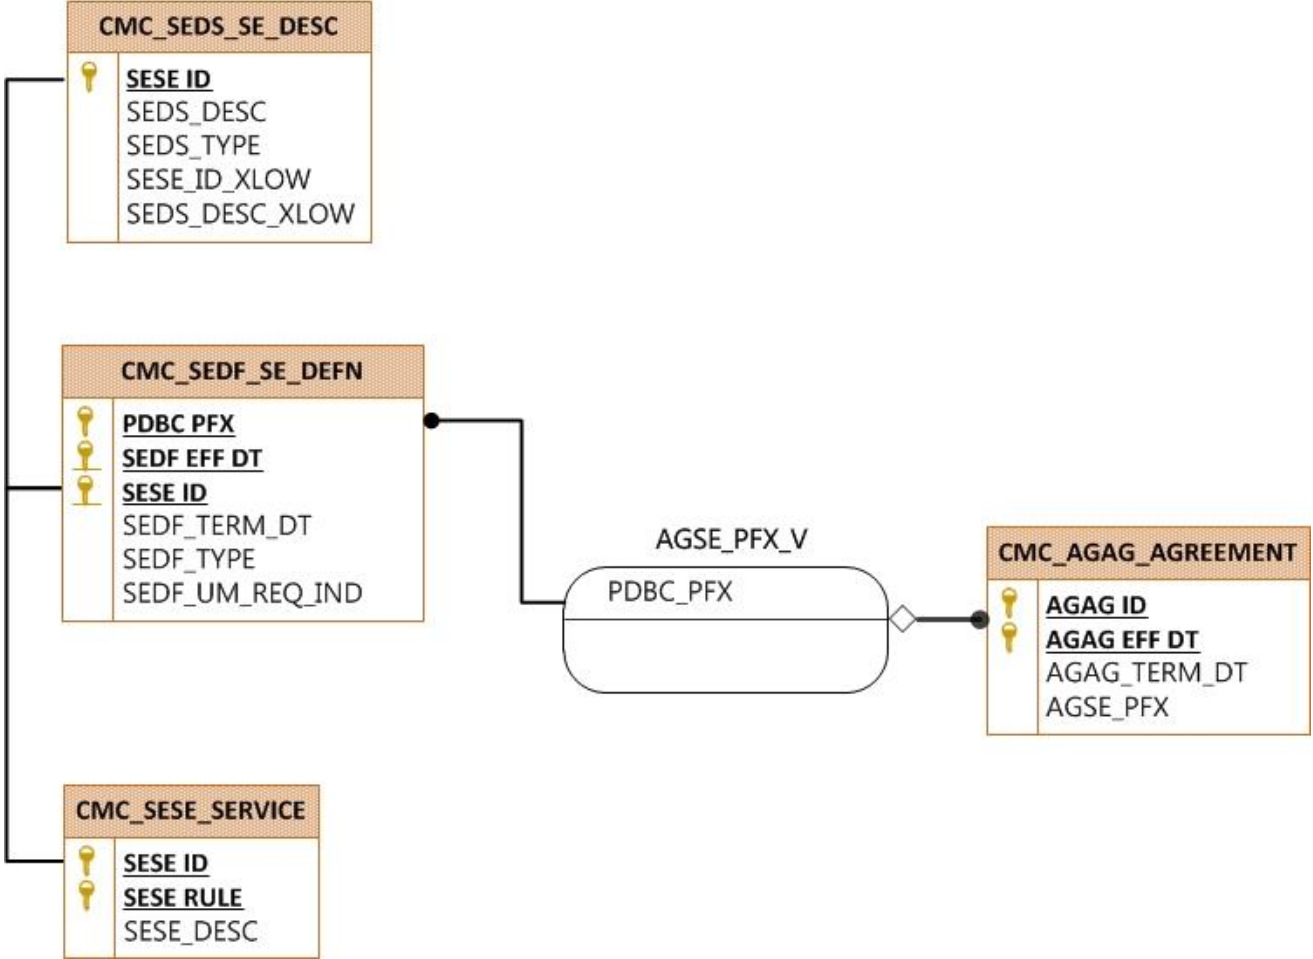 CMC_SEDS_SE_DESC
SESE ID
SEDS_DESC
SEDS_TYPE
SESE_ID_XLOW
SEDS_DESC_XLOW
CMC_SEDF_SE_DEFN
PDBC PFX
SEDF EFF DT
SESE ID
SEDF_TERM_DT
SEDF_TYPE
SEDF_UM_REQ_IND
AGSE_PFX_V
PDBC_PFX
CMC_AGAG_AGREEMENT
AGAG ID
AGAG EFF DT
AGAG_TERM_DT
AGSE_PFX
CMC_SESE_SERVICE
SESE ID
SESE RULE
SESE_DESC